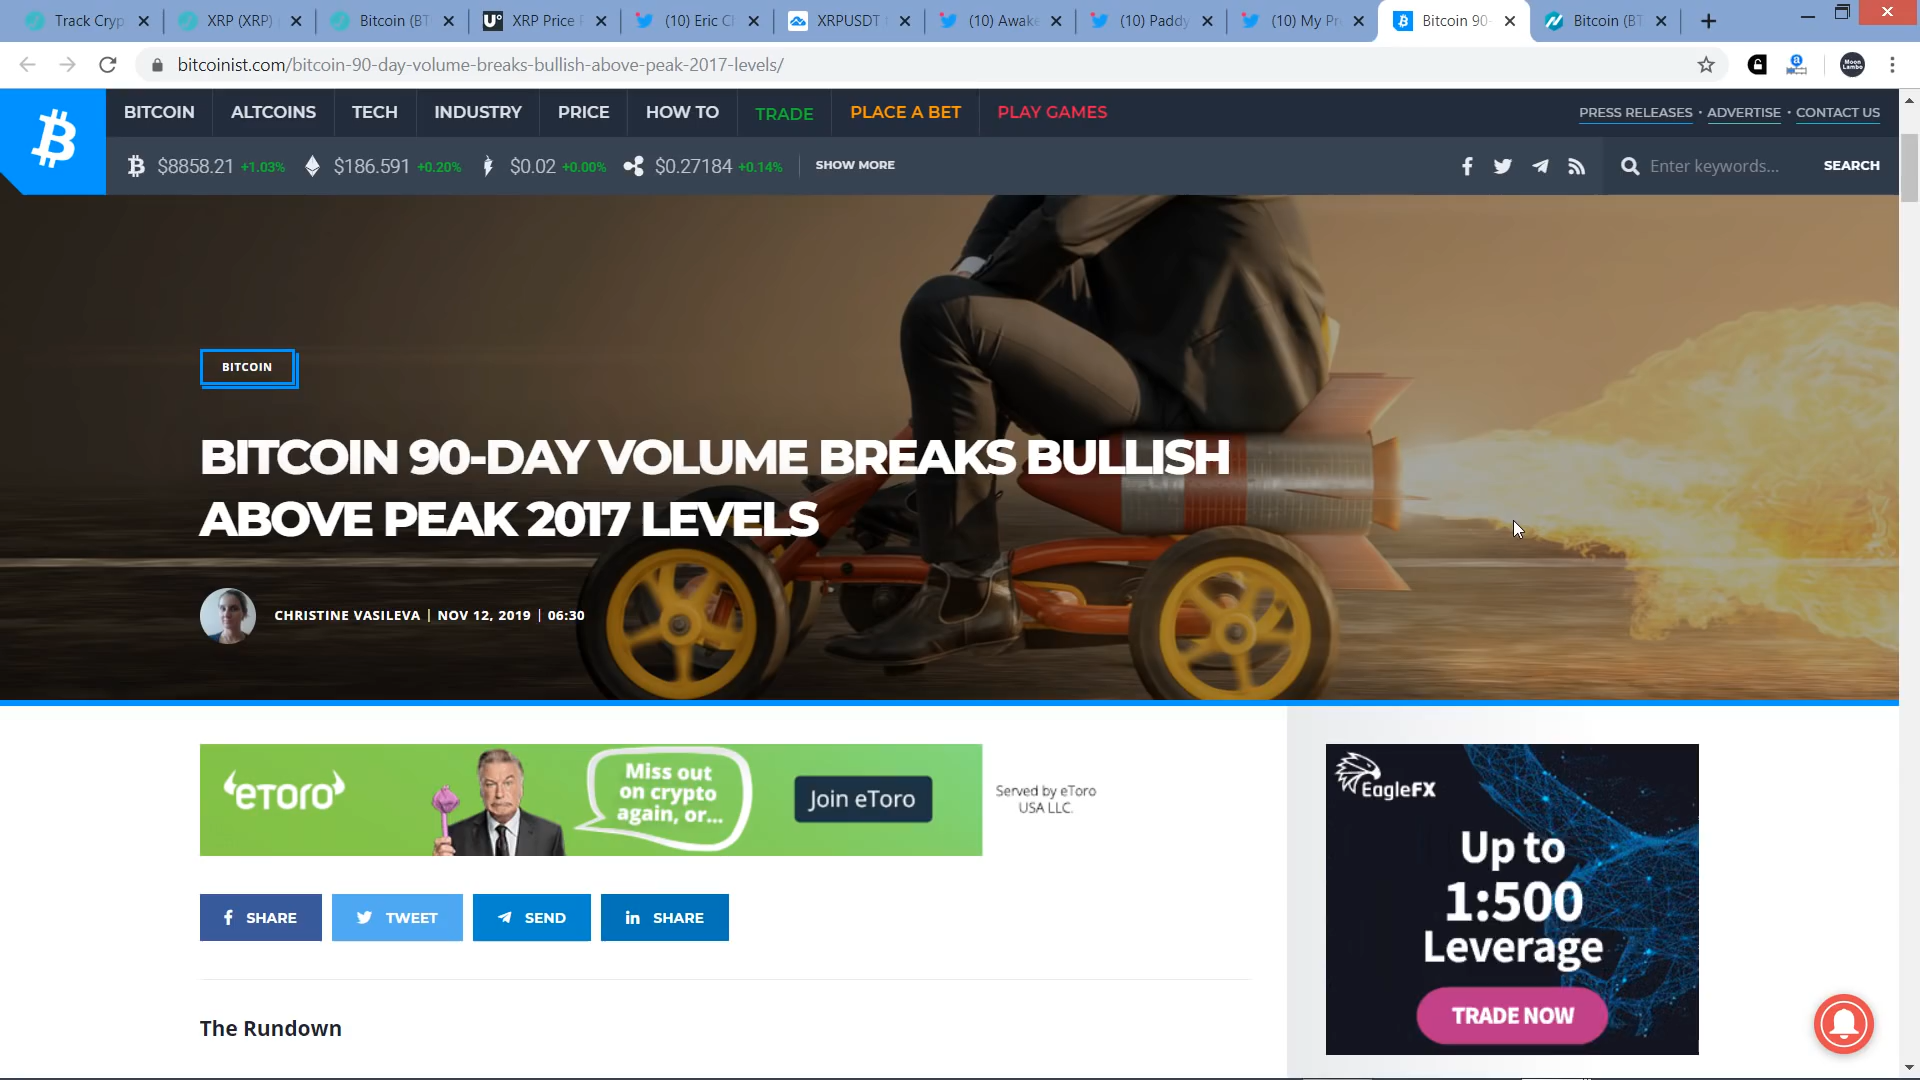 Track Cryp
XRP (XRP)
Bitcoin (BT
XRP Price
(10) Eric C
XRPUSDT
(10) Awake
(10) Paddy
(10) My Pr
Bitcoin 90-
Bitcoin (BT
bitcoinist.com/bitcoin-90-day-volume-breaks-bullish-above-peak-2017-levels/
BITCOIN
ALTCOINS
TECH
INDUSTRY
PRICE
HOW TO
TRADE
PLACE A BET
PLAY GAMES
PRESS RELEASES · ADVERTISE · CONTACT US
$8858.21 +1.03%
$186.591 +0.20%
$0.02 +0.00%
$0.27184 +0.14%
SHOW MORE
Enter keywords...
SEARCH
BITCOIN
BITCOIN 90-DAY VOLUME BREAKS BULLISH
ABOVE PEAK 2017 LEVELS
CHRISTINE VASILEVA | NOV 12, 2019 | 06:30
eToro
Miss out
on crypto
again, or...
Join eToro
Served by eToro
USA LLC.
EagleFX
Up to
1:500
Leverage
TRADE NOW
SHARE
TWEET
SEND
SHARE
The Rundown